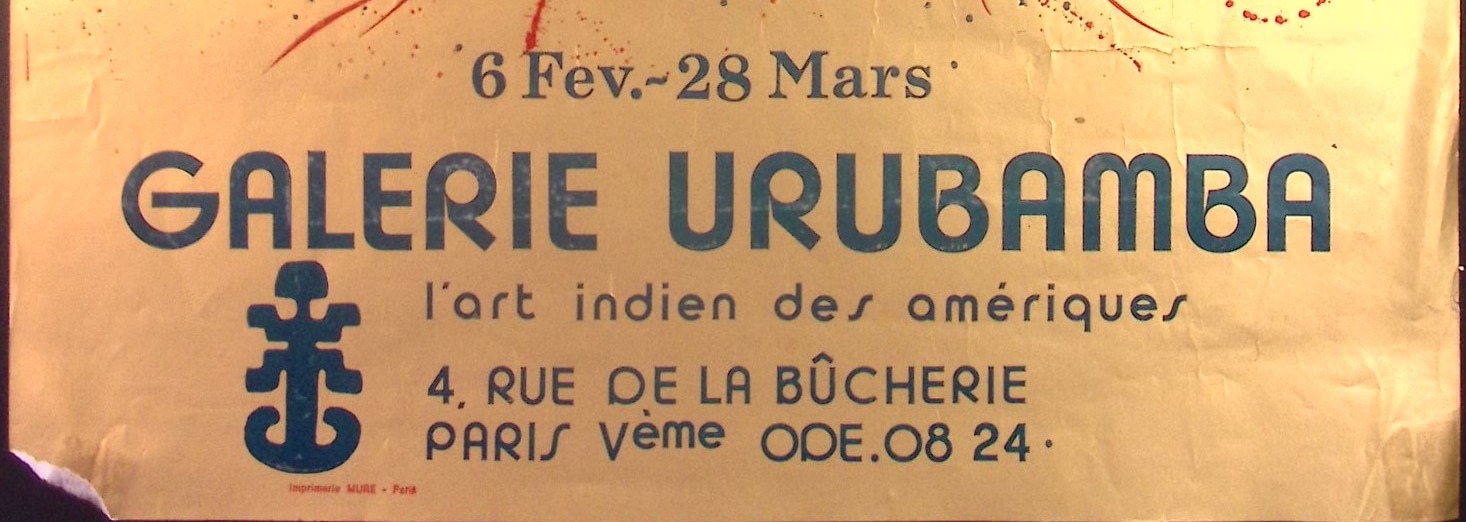 6 Fev.~28 Mars
GALERIE URUBAMBA
l'art indien des amériques
4, RUE DE LA BÛCHERIE
PARIS Vème ODE.08 24.
Imprimerie MURE - Paris